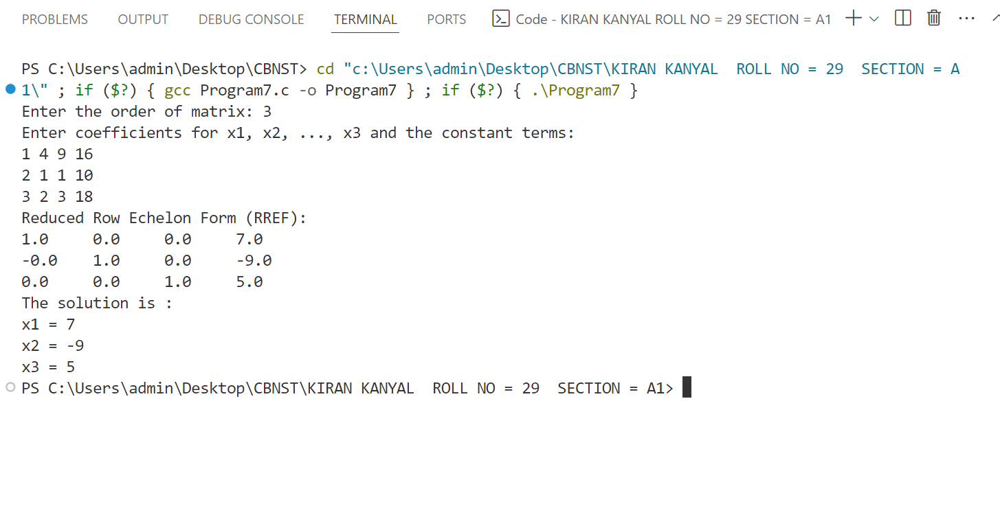 PROBLEMS OUTPUT DEBUG CONSOLE TERMINAL PORTS Code - KIRAN KANYAL ROLL NO = 29 SECTION = A1
PS C:\Users\admin\Desktop\CBNST> cd "c:\Users\admin\Desktop\CBNST\KIRAN KANYAL  ROLL NO = 29  SECTION = A
1\" ; if ($?) { gcc Program7.c -o Program7 } ; if ($?) { .\Program7 }
Enter the order of matrix: 3
Enter coefficients for x1, x2, ..., x3 and the constant terms:
1 4 9 16
2 1 1 10
3 2 3 18
Reduced Row Echelon Form (RREF):
1.0     0.0     0.0     7.0
-0.0    1.0     0.0     -9.0
0.0     0.0     1.0     5.0
The solution is :
x1 = 7
x2 = -9
x3 = 5
PS C:\Users\admin\Desktop\CBNST\KIRAN KANYAL  ROLL NO = 29  SECTION = A1>